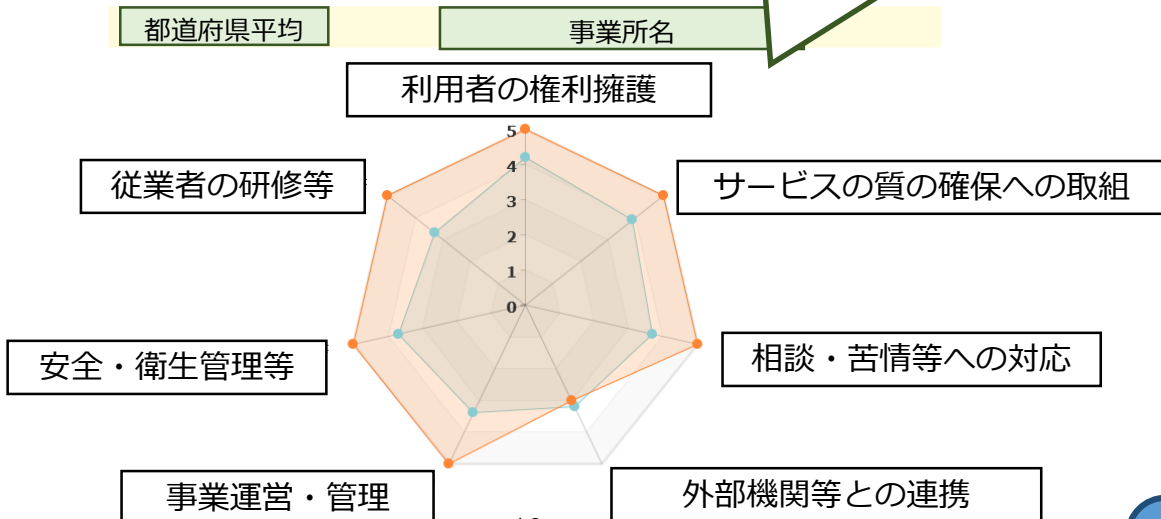 都道府県平均 事業所名
利用者の権利擁護
従業者の研修等
サービスの質の確保への取組
5
4
3
2
1
0
安全・衛生管理等
相談・苦情等への対応
事業運営・管理
外部機関等との連携